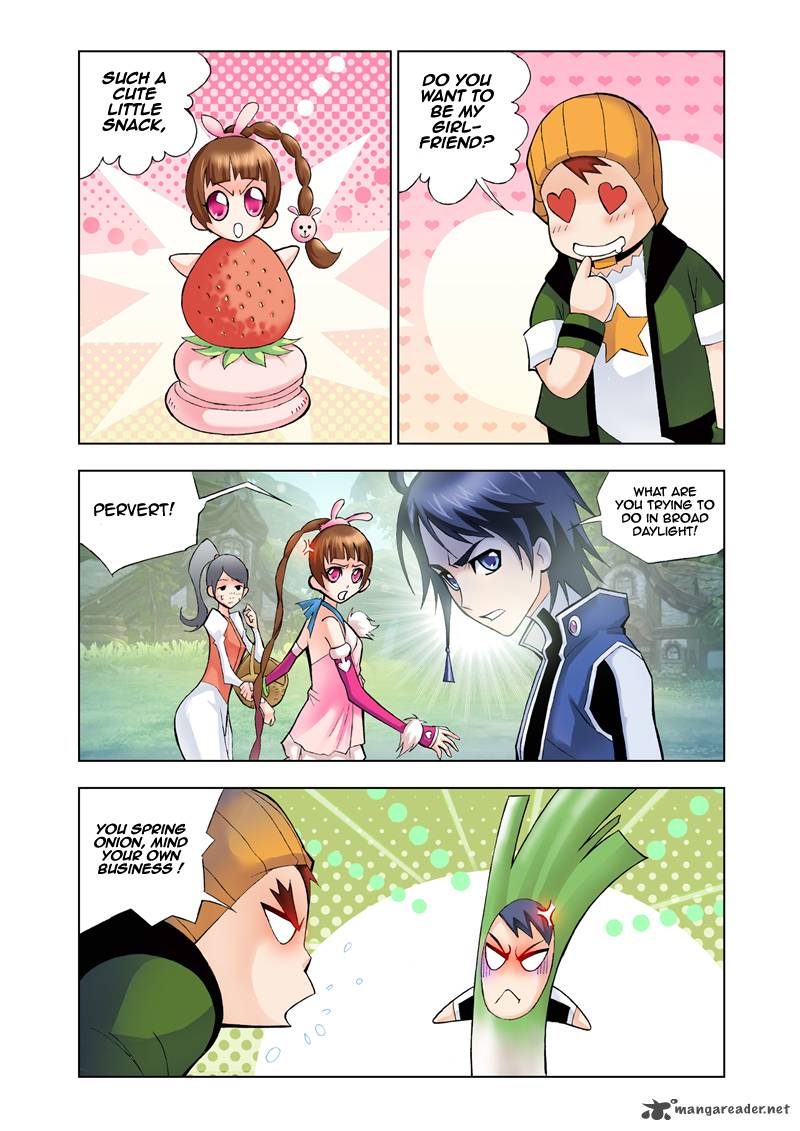 SUCH A
CUTE
LITTLE
SNACK,
DO YOU
WANT TO
BE MY
GIRL-
FRIEND?
PERVERT!
WHAT ARE
YOU TRYING TO
DO IN BROAD
DAYLIGHT!
YOU SPRING
ONION, MIND
YOUR OWN
BUSINESS !
mangareader.net